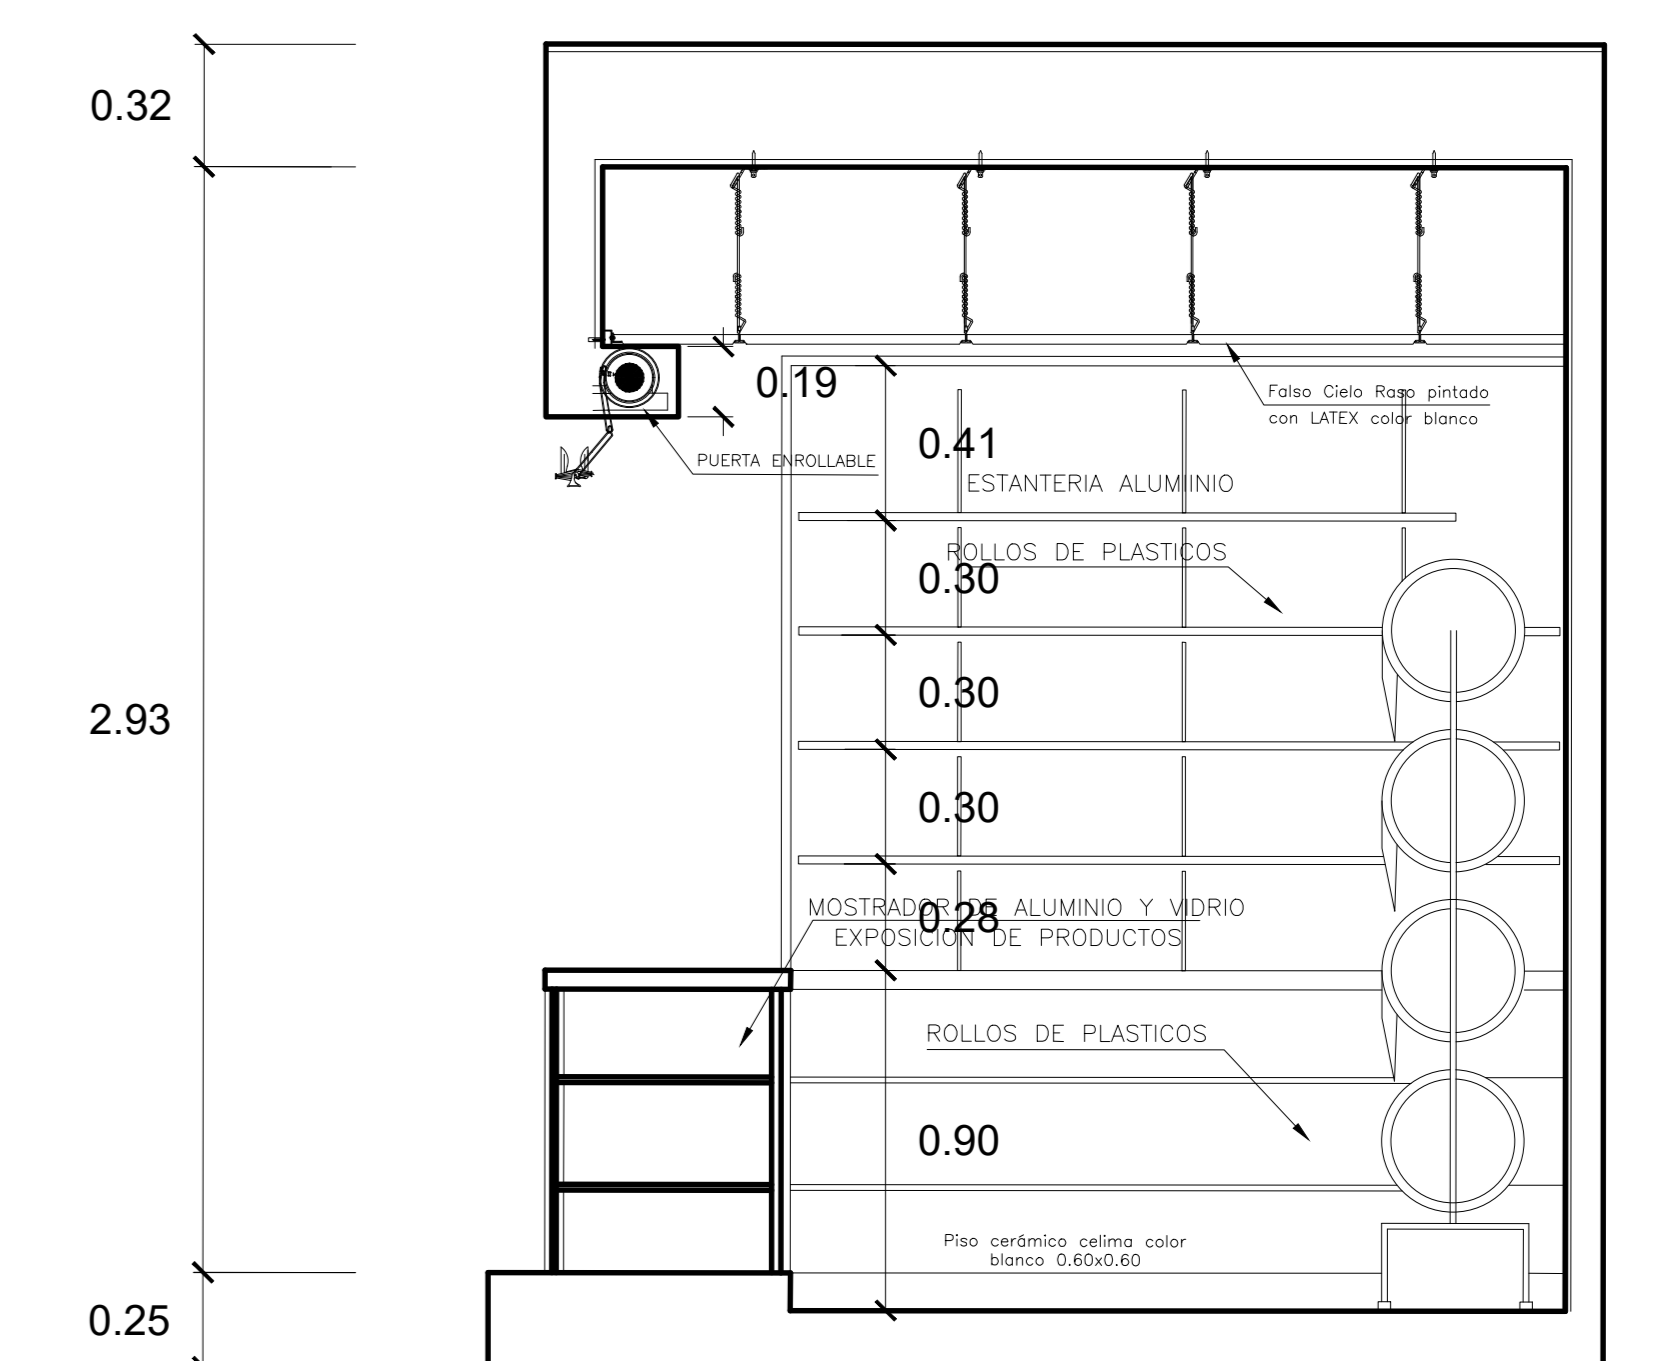 0.32
0.19
Falso Cielo Raso pintado
con LATEX color blanco
0.41
PUERTA ENROLLABLE
ESTANTERIA ALUMIINIO
ROLLOS DE PLASTICOS
0.30
0.30
2.93
0.30
MOSTRADOR DE ALUMINIO Y VIDRIO
0.28
EXPOSICION DE PRODUCTOS
ROLLOS DE PLASTICOS
0.90
Piso cerámico celima color
blanco 0.60x0.60
0.25